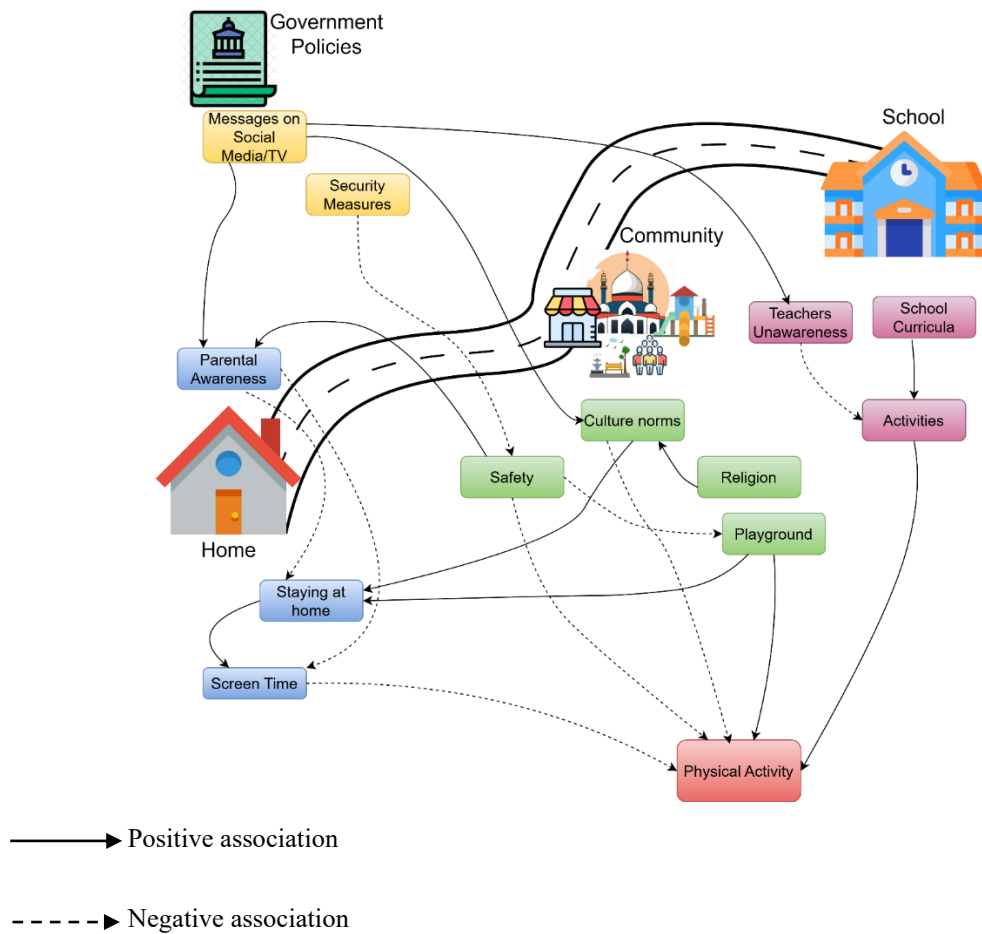 Government
Policies
Messages on
Social
Media/TV
Security
Measures
School
Community
Teachers
Unawareness
School
Curricula
Parental
Awareness
Culture norms
Activities
Safety
Religion
Playground
Home
Staying at
home
Screen Time
Physical Activity
Positive association
Negative association